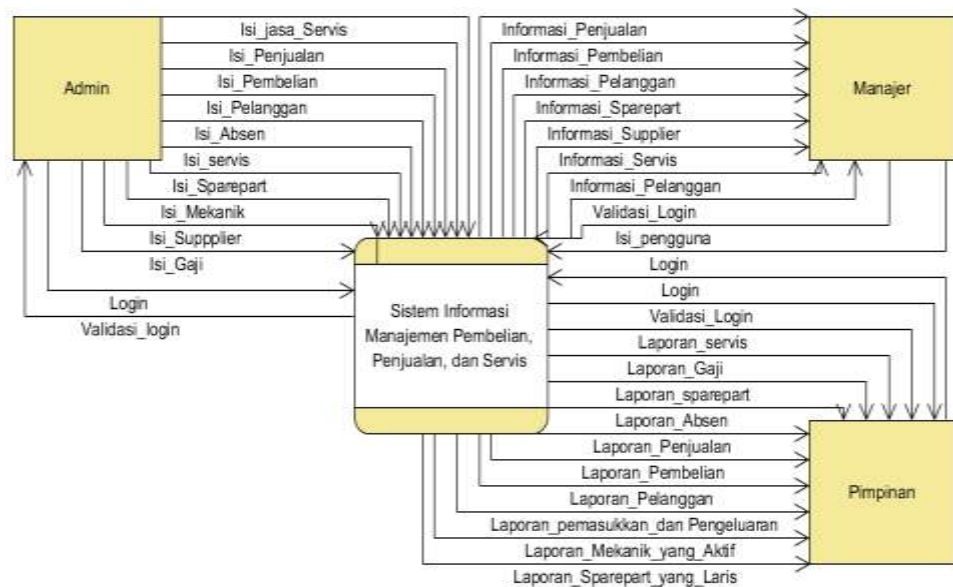 Admin
Isi_jasa_Servis
Isi_Penjualan
Isi_Pembelian
Isi_Pelanggan
Isi_Absen
Isi_servis
Isi_Sparepart
Isi_Mekanik
Isi_Suppplier
Isi_Gaji
Login
Validasi_login
Informasi_Penjualan
Informasi_Pembelian
Informasi_Pelanggan
Informasi_Sparepart
Informasi_Supplier
Informasi_Servis
Informasi_Pelanggan
Validasi_Login
Isi_pengguna
Login
Manajer
Sistem Informasi
Manajemen Pembelian,
Penjualan, dan Servis
Login
Validasi_Login
Laporan_servis
Laporan_Gaji
Laporan_sparepart
Laporan_Absen
Laporan_Penjualan
Laporan_Pembelian
Laporan_Pelanggan
Laporan_pemasukkan_dan Pengeluaran
Laporan_Mekanik_yang_Aktif
Laporan_Sparepart_yang_Laris
Pimpinan